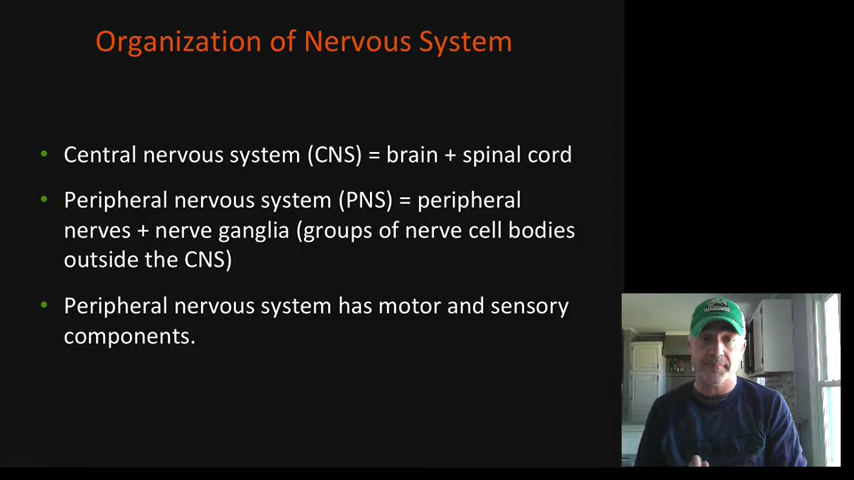 Organization of Nervous System
• Central nervous system (CNS) = brain + spinal cord
• Peripheral nervous system (PNS) = peripheral
nerves + nerve ganglia (groups of nerve cell bodies
outside the CNS)
• Peripheral nervous system has motor and sensory
components.